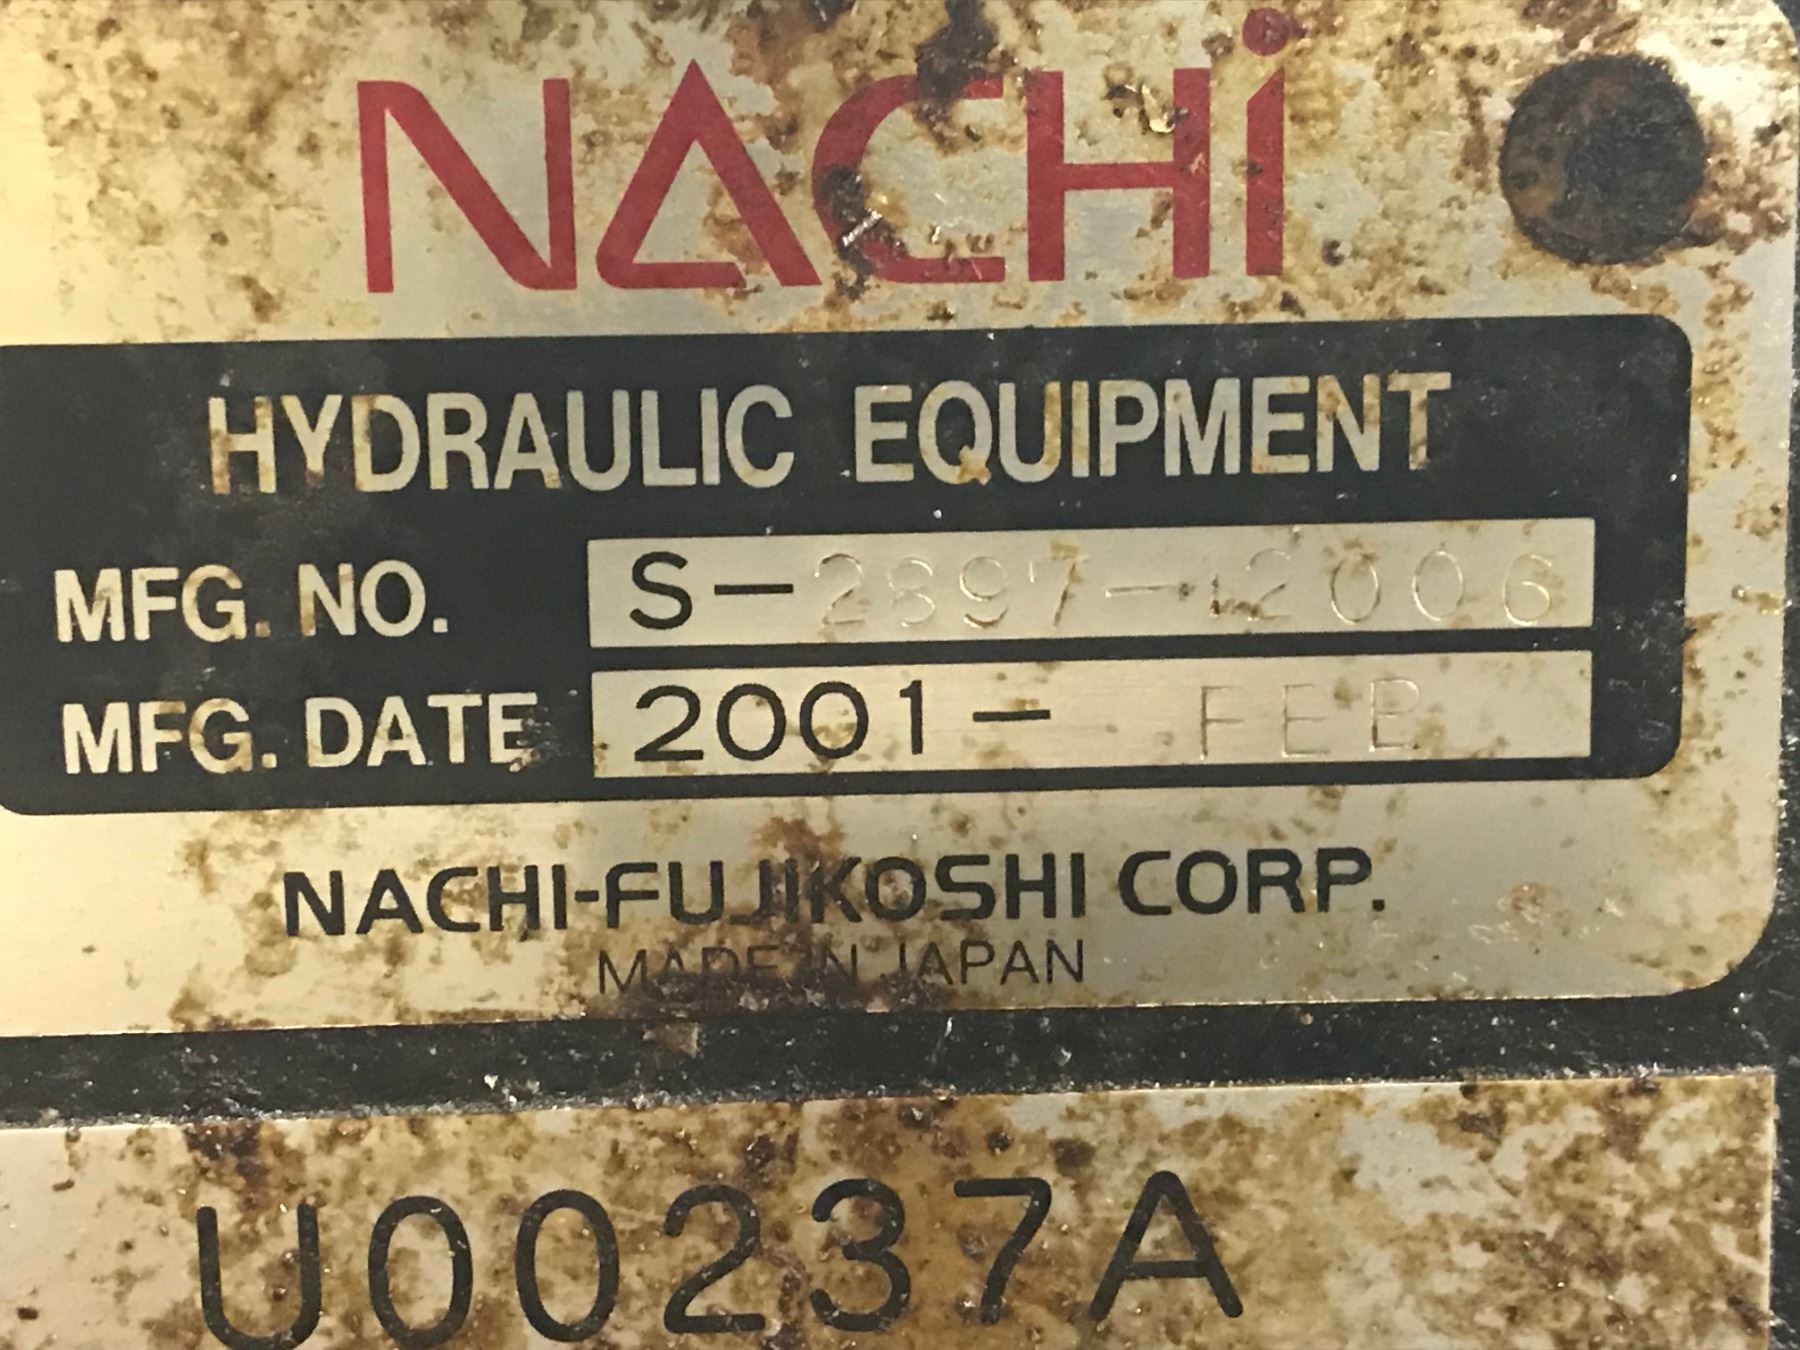 NACHi
HYDRAULIC EQUIPMENT
MFG. NO. S-2897-12006
MFG. DATE 2001- FEB
NACHI-FUJIKOSHI CORP.
MADE IN JAPAN
U00237A